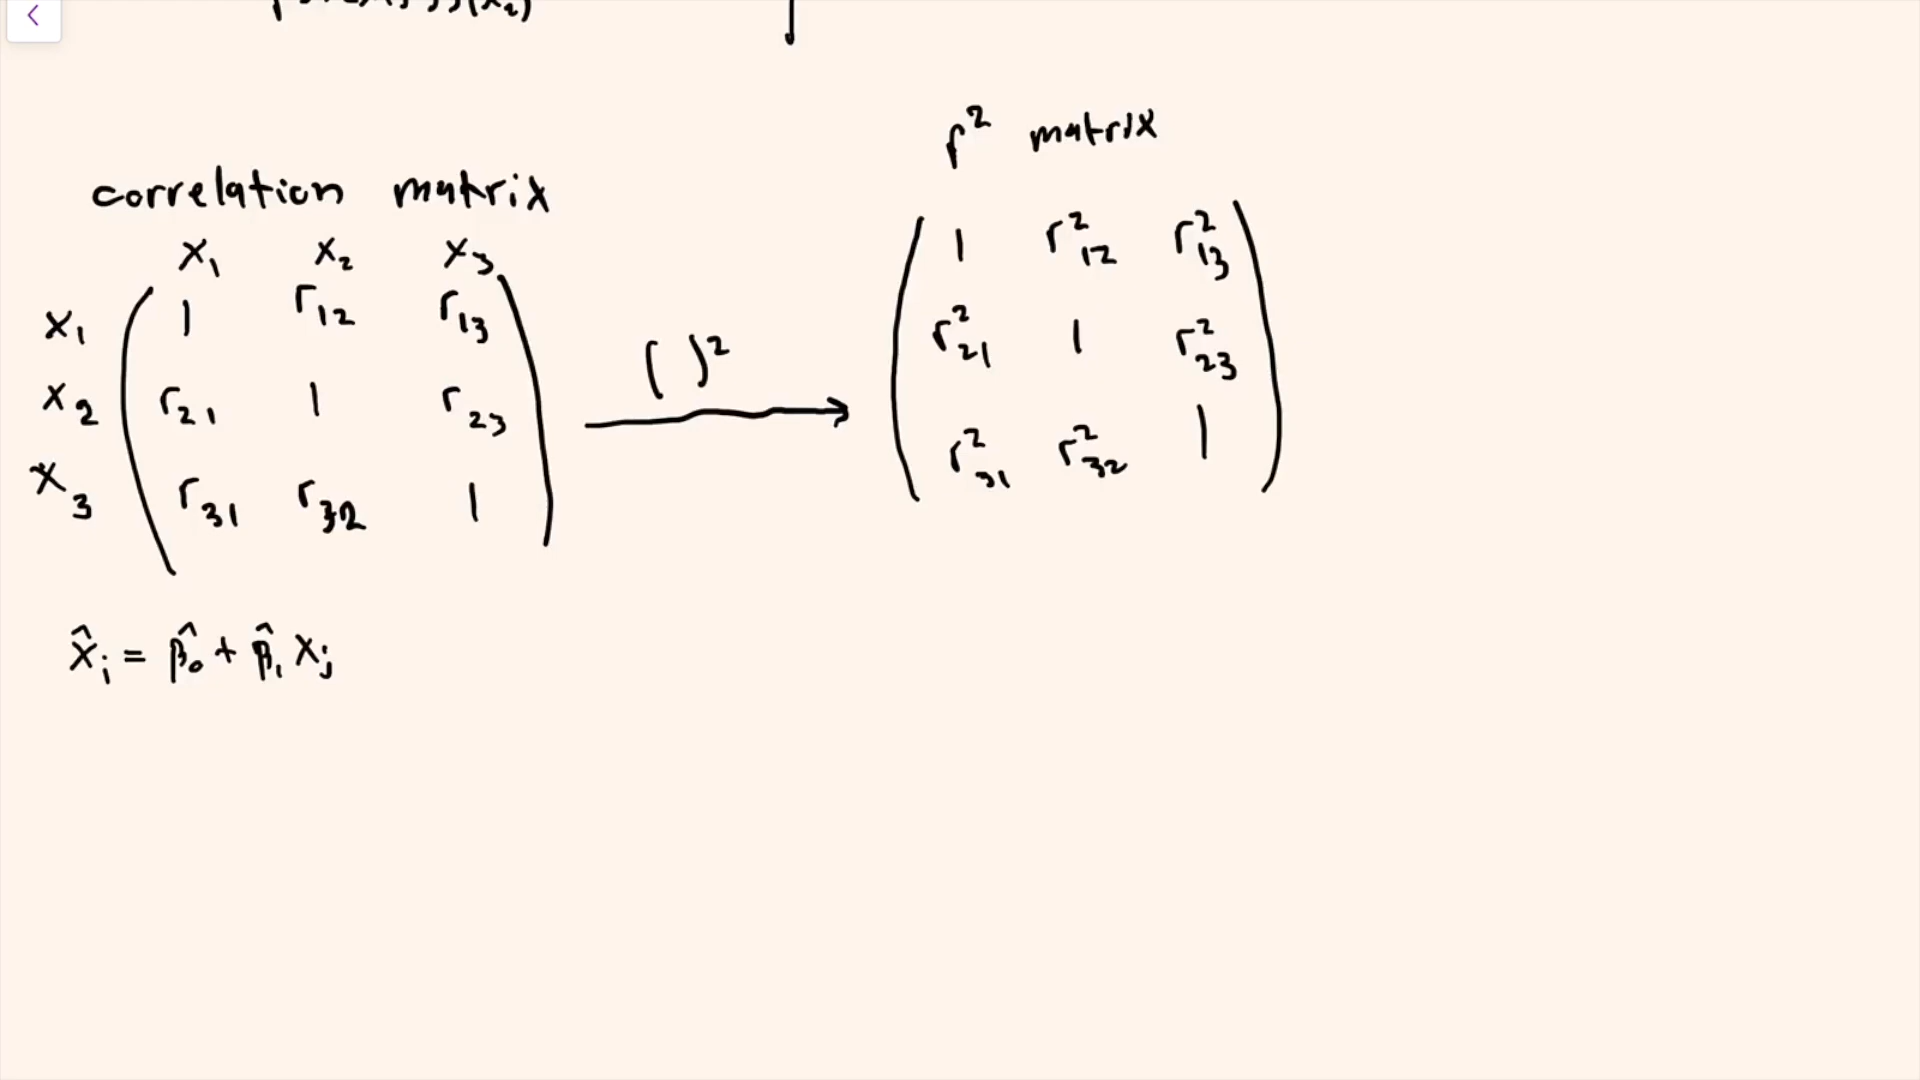 (x₂)
correlation matrix
x₁ x₂ x₃
x₁ 1 r₁₂ r₁₃
x₂ r₂₁ 1 r₂₃
x₃ r₃₁ r₃₂ 1
( )²
r² matrix
1 r²₁₂ r²₁₃
r²₂₁ 1 r²₂₃
r²₃₁ r²₃₂ 1
x̂ᵢ = β̂₀ + β̂₁ xⱼ